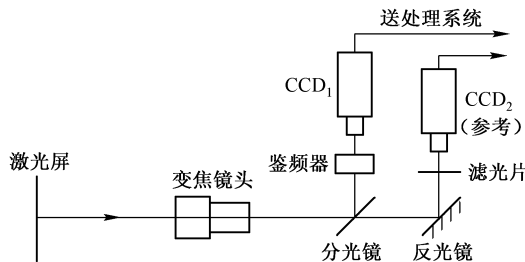 送处理系统
CCD₁
CCD₂
（参考）
鉴频器
激光屏
变焦镜头
滤光片
分光镜
反光镜